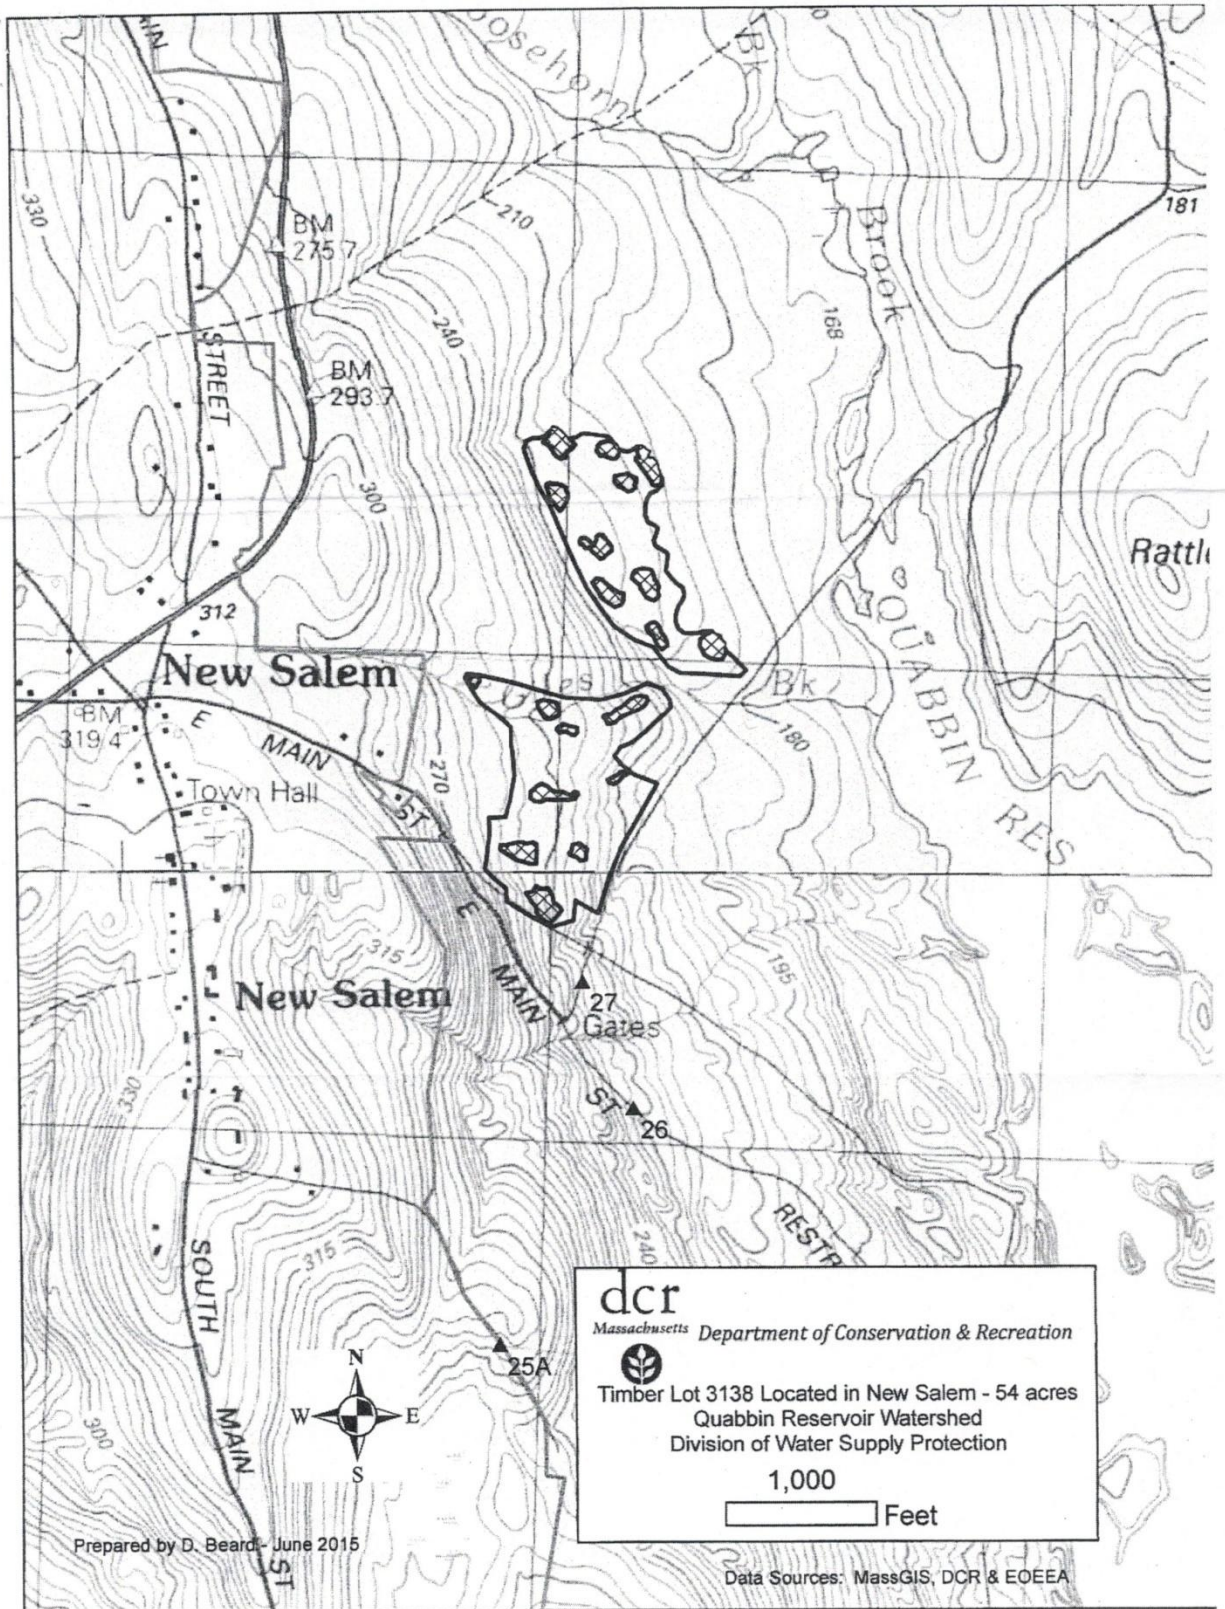 AIN
oosehorn
Bk
Brook
330
BM
275.7
210
181
240
168
STREET
BM
293.7
300
Rattl
312
New Salem
BM
319.4
E
MAIN
ST
Town Hall
270
Bk
180
QUABBIN RES
315
E
MAIN
ST
New Salem
195
27
Gates
26
330
RESTR
240
315
SOUTH
MAIN
ST
300
25A
N
W
E
S
dcr
Massachusetts Department of Conservation & Recreation
Timber Lot 3138 Located in New Salem - 54 acres
Quabbin Reservoir Watershed
Division of Water Supply Protection
1,000
Feet
Prepared by D. Beard - June 2015
Data Sources: MassGIS, DCR & EOEEA